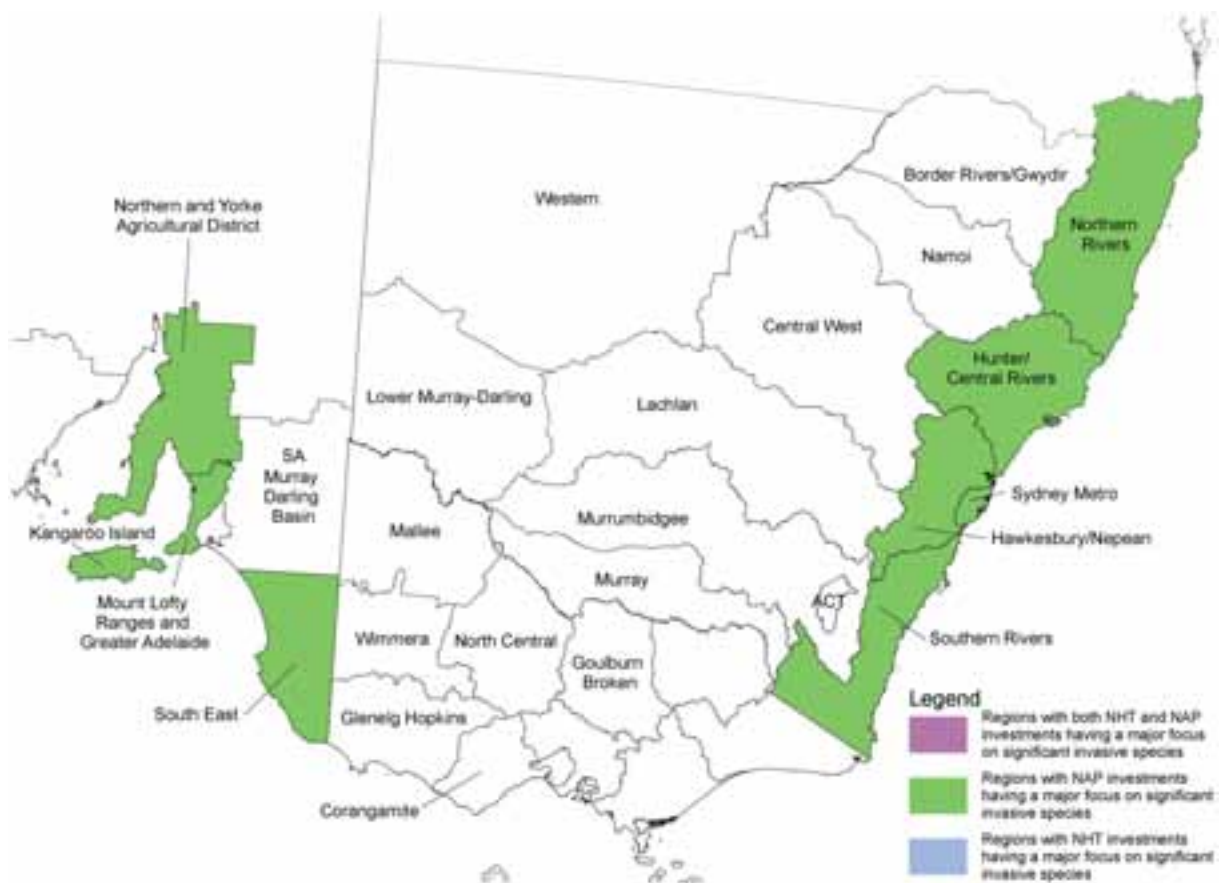 Border Rivers/Gwydir
Western
Northern and Yorke
Agricultural District
Northern
Rivers
Namoi
Central West
Hunter/
Central Rivers
Lower Murray-Darling
Lachlan
SA
Murray
Darling
Basin
Sydney Metro
Mallee
Murrumbidgee
Kangaroo Island
Hawkesbury/Nepean
Murray
ACT
Mount Lofty
Ranges and
Greater Adelaide
Wimmera
North Central
Southern Rivers
Goulburn
Broken
South East
Glenelg Hopkins
Corangamite
Legend
Regions with both NHT and NAP
investments having a major focus
on significant invasive species
Regions with NAP investments
having a major focus on significant
invasive species
Regions with NHT investments
having a major focus on significant
invasive species